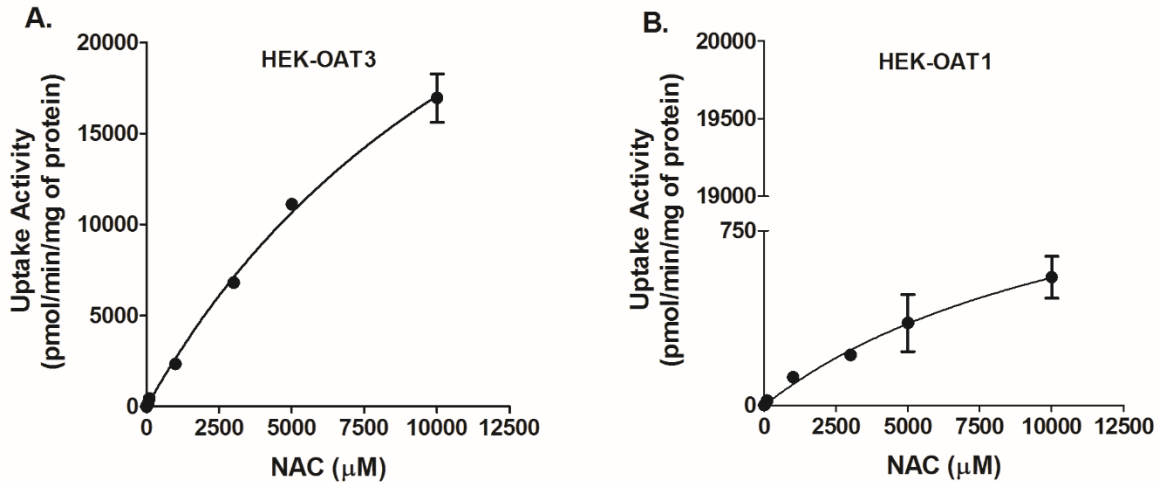 A.
HEK-OAT3
Uptake Activity
(pmol/min/mg of protein)
20000
15000
10000
5000
0
0 2500 5000 7500 10000 12500
NAC (μM)
B.
HEK-OAT1
Uptake Activity
(pmol/min/mg of protein)
20000
19500
19000
750
0
0 2500 5000 7500 10000 12500
NAC (μM)